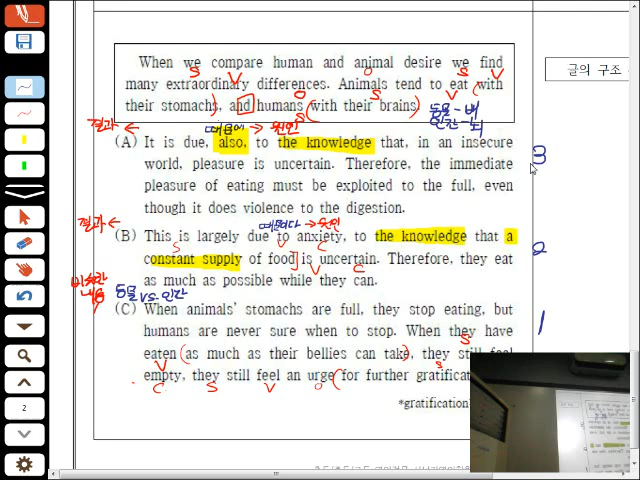 When we compare human and animal desire we find
many extraordinary differences. Animals tend to eat with
their stomachs, and humans with their brains.
동물 - 배
인간 - 뇌
결과 ← 때문에 → 원인
(A) It is due, also, to the knowledge that, in an insecure
world, pleasure is uncertain. Therefore, the immediate
pleasure of eating must be exploited to the full, even
though it does violence to the digestion.
3
결과 ← 때문이다 → 원인
(B) This is largely due to anxiety, to the knowledge that a
constant supply of food is uncertain. Therefore, they eat
as much as possible while they can.
2
비슷한 내용
동물 vs. 인간
(C) When animals' stomachs are full, they stop eating, but
humans are never sure when to stop. When they have
eaten as much as their bellies can take, they still feel
empty, they still feel an urge for further gratificat
1
*gratification
글의 구조
2